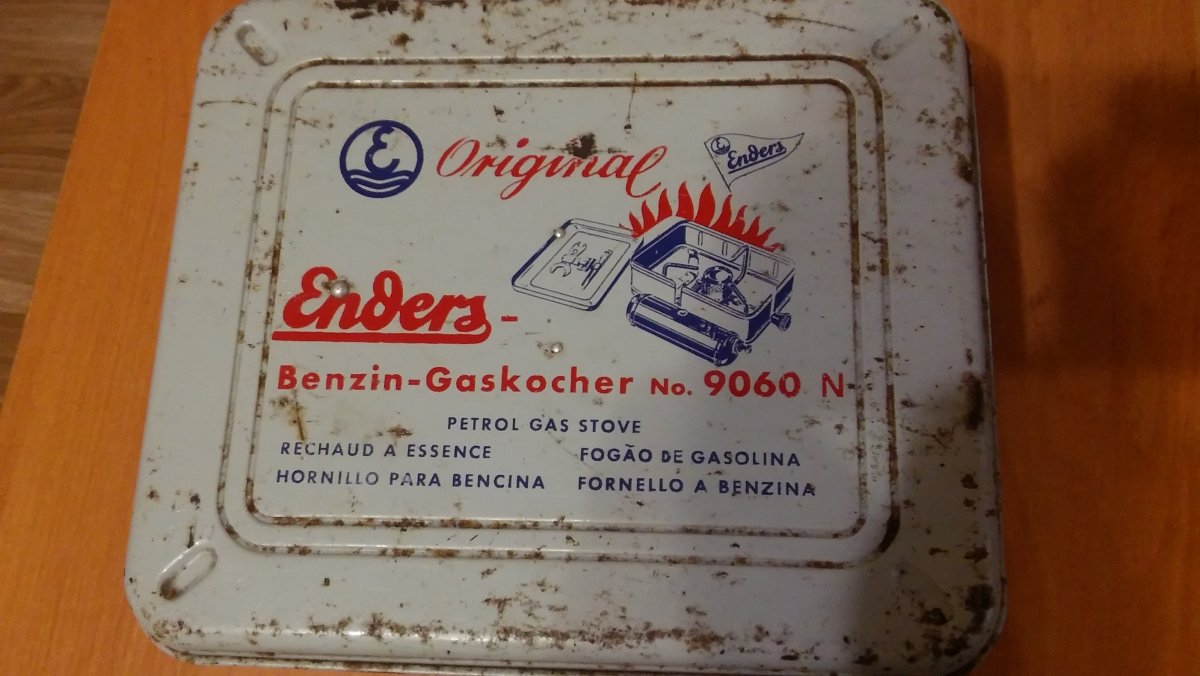 E Original
E Enders
Enders-
Benzin-Gaskocher No. 9060 N
PETROL GAS STOVE
RECHAUD A ESSENCE FOGÃO DE GASOLINA
HORNILLO PARA BENCINA FORNELLO A BENZINA